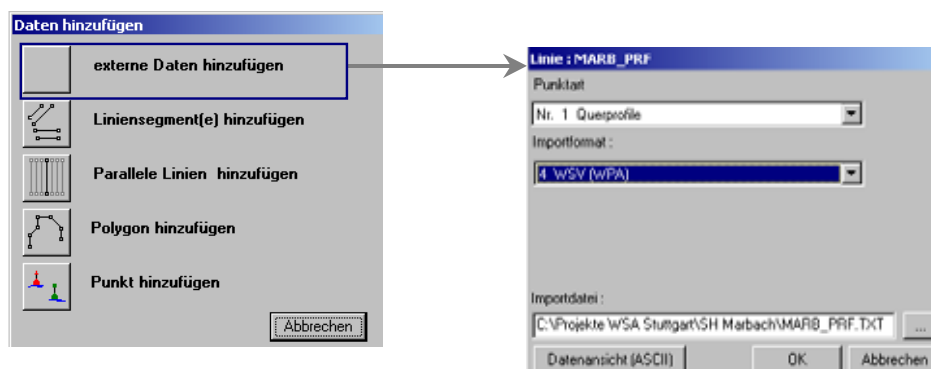 Daten hinzufügen
externe Daten hinzufügen
Liniensegment(e) hinzufügen
Parallele Linien hinzufügen
Polygon hinzufügen
Punkt hinzufügen
Abbrechen
Linie : MARB_PRF
Punktart
Nr. 1 Querprofile
Importformat :
4 WSV (WPA)
Importdatei :
C:\Projekte WSA Stuttgart\SH Marbach\MARB_PRF.TXT ...
Datenansicht (ASCII) OK Abbrechen